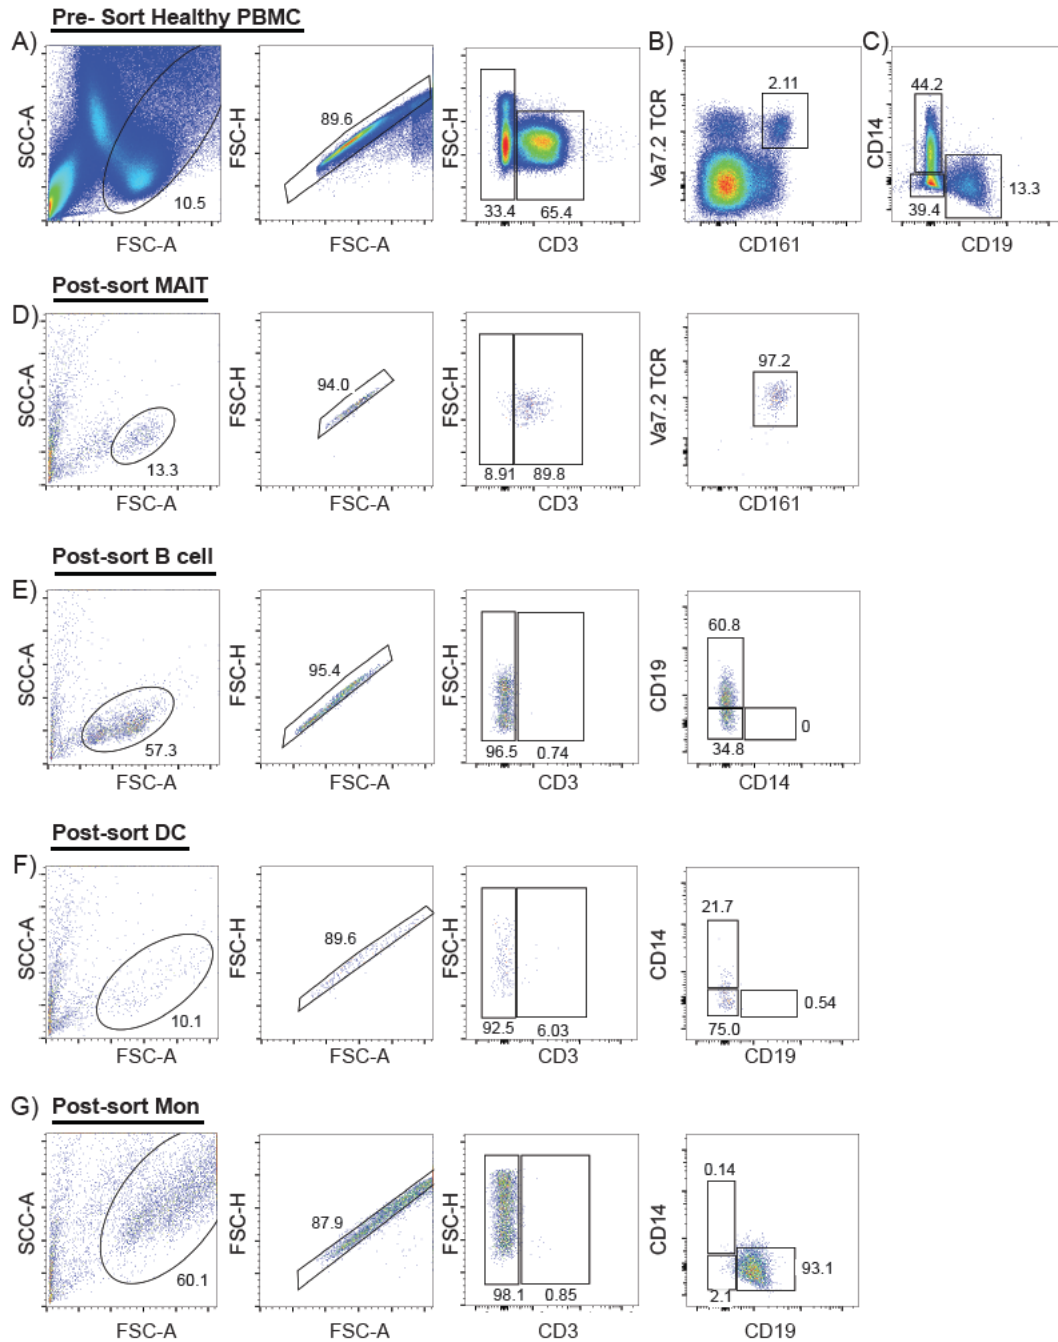 Pre- Sort Healthy PBMC
A)
B)
C)
SCC-A
10.5
FSC-A
FSC-H
89.6
FSC-A
FSC-H
33.4
65.4
CD3
Va7.2 TCR
2.11
CD161
CD14
44.2
39.4
13.3
CD19
Post-sort MAIT
D)
SCC-A
13.3
FSC-A
FSC-H
94.0
FSC-A
FSC-H
8.91
89.8
CD3
Va7.2 TCR
97.2
CD161
Post-sort B cell
E)
SCC-A
57.3
FSC-A
FSC-H
95.4
FSC-A
FSC-H
96.5
0.74
CD3
CD19
60.8
0
34.8
CD14
Post-sort DC
F)
SCC-A
10.1
FSC-A
FSC-H
89.6
FSC-A
FSC-H
92.5
6.03
CD3
CD14
21.7
0.54
75.0
CD19
G)
Post-sort Mon
SCC-A
60.1
FSC-A
FSC-H
87.9
FSC-A
FSC-H
98.1
0.85
CD3
CD14
0.14
93.1
2.1
CD19